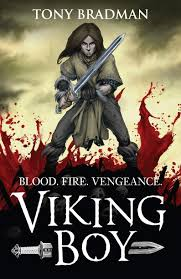 TONY BRADMAN
BLOOD. FIRE. VENGEANCE.
VIKING
BOY